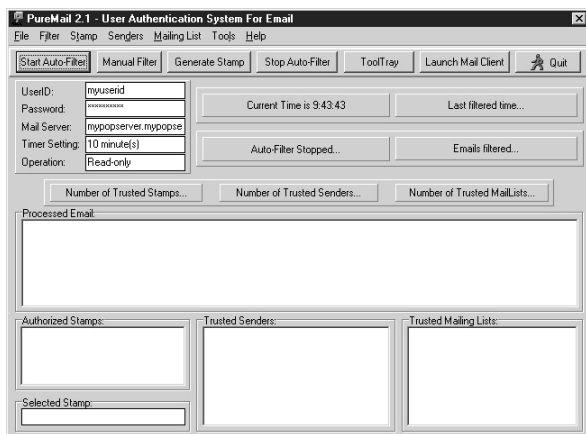 PureMail 2.1 - User Authentication System For Email
File Filter Stamp Senders Mailing List Tools Help
Start Auto-Filter Manual Filter Generate Stamp Stop Auto-Filter ToolTray Launch Mail Client Quit
UserID: myuserid
Password: **********
Mail Server: mypopserver.mypopse
Timer Setting: 10 minute(s)
Operation: Read-only
Current Time is 9:43:43 Last filtered time...
Auto-Filter Stopped... Emails filtered...
Number of Trusted Stamps... Number of Trusted Senders... Number of Trusted MailLists...
Processed Email:
Authorized Stamps: Trusted Senders: Trusted Mailing Lists:
Selected Stamp: